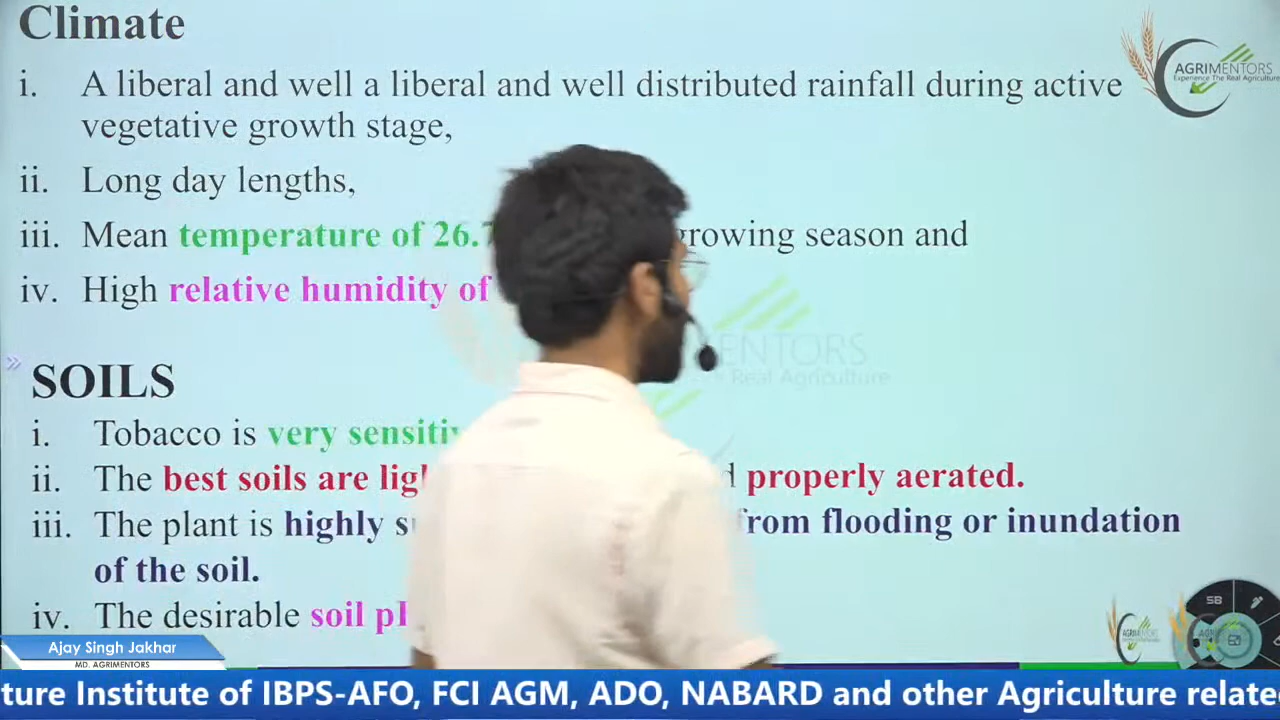 Climate
i. A liberal and well a liberal and well distributed rainfall during active
vegetative growth stage,
ii. Long day lengths,
iii. Mean temperature of 26.7 growing season and
iv. High relative humidity of
SOILS
i. Tobacco is very
ii. The best soils are properly aerated.
iii. The plant is highly from flooding or inundation
of the soil.
iv. The desirable soil
AGRIMENTORS
Experience The Real Agriculture
ENTORS
Real Agriculture
SB
Ajay Singh Jakhar
MD. AGRIMENTORS
ture Institute of IBPS-AFO, FCI AGM, ADO, NABARD and other Agriculture relate